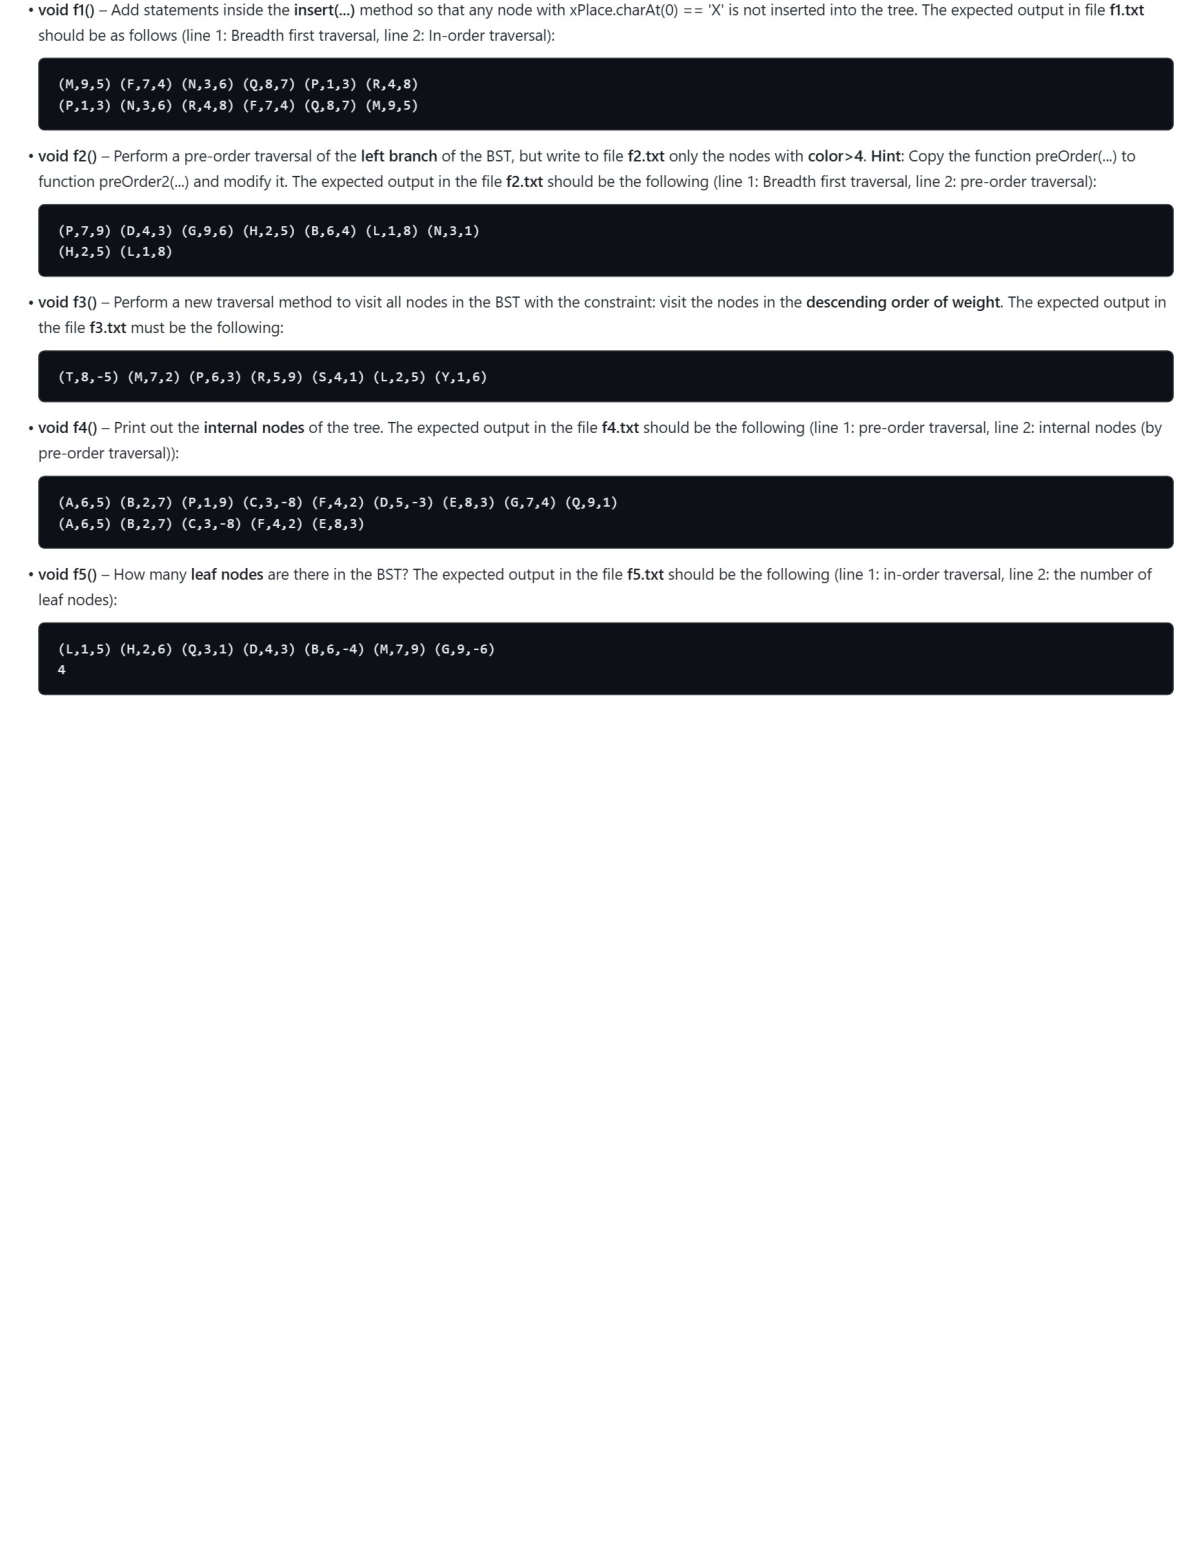 • void f1() – Add statements inside the insert(...) method so that any node with xPlace.charAt(0) == 'X' is not inserted into the tree. The expected output in file f1.txt
should be as follows (line 1: Breadth first traversal, line 2: In-order traversal):
(M,9,5) (F,7,4) (N,3,6) (Q,8,7) (P,1,3) (R,4,8)
(P,1,3) (N,3,6) (R,4,8) (F,7,4) (Q,8,7) (M,9,5)
• void f2() – Perform a pre-order traversal of the left branch of the BST, but write to file f2.txt only the nodes with color>4. Hint: Copy the function preOrder(...) to
function preOrder2(...) and modify it. The expected output in the file f2.txt should be the following (line 1: Breadth first traversal, line 2: pre-order traversal):
(P,7,9) (D,4,3) (G,9,6) (H,2,5) (B,6,4) (L,1,8) (N,3,1)
(H,2,5) (L,1,8)
• void f3() – Perform a new traversal method to visit all nodes in the BST with the constraint: visit the nodes in the descending order of weight. The expected output in
the file f3.txt must be the following:
(T,8,-5) (M,7,2) (P,6,3) (R,5,9) (S,4,1) (L,2,5) (Y,1,6)
• void f4() – Print out the internal nodes of the tree. The expected output in the file f4.txt should be the following (line 1: pre-order traversal, line 2: internal nodes (by
pre-order traversal)):
(A,6,5) (B,2,7) (P,1,9) (C,3,-8) (F,4,2) (D,5,-3) (E,8,3) (G,7,4) (Q,9,1)
(A,6,5) (B,2,7) (C,3,-8) (F,4,2) (E,8,3)
• void f5() – How many leaf nodes are there in the BST? The expected output in the file f5.txt should be the following (line 1: in-order traversal, line 2: the number of
leaf nodes):
(L,1,5) (H,2,6) (Q,3,1) (D,4,3) (B,6,-4) (M,7,9) (G,9,-6)
4